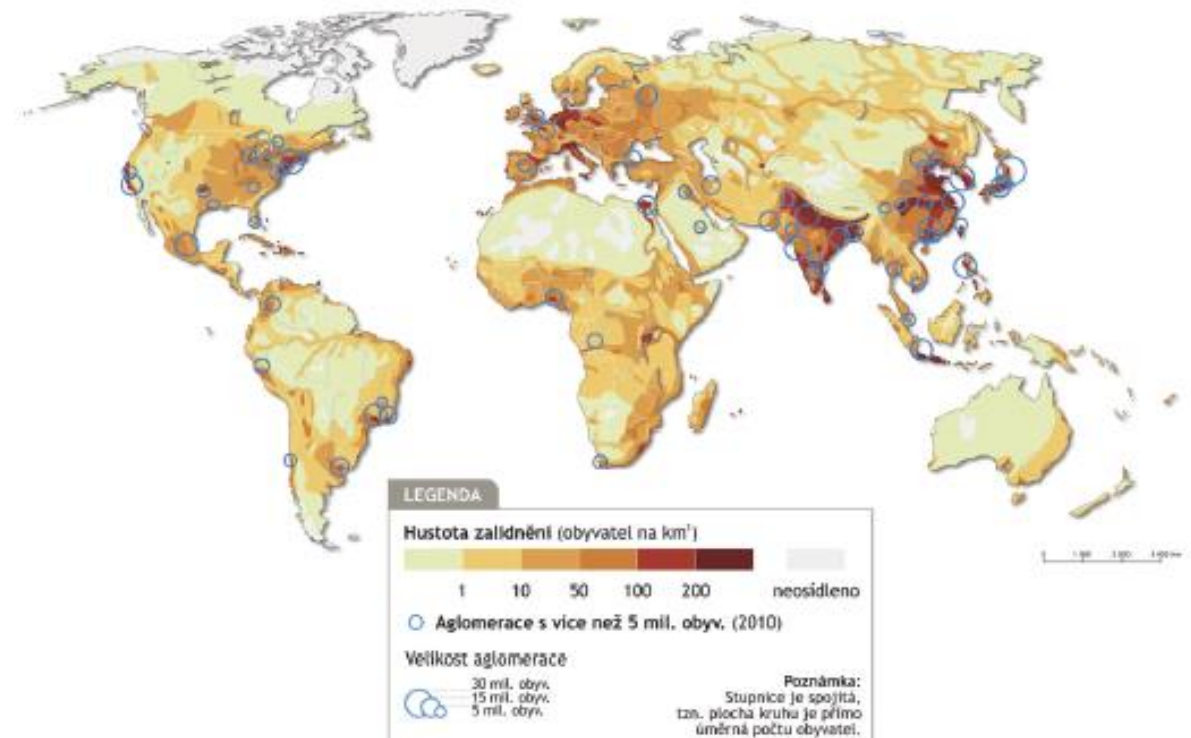 LEGENDA
Hustota zalidnění (obyvatel na km²)
1 10 50 100 200 neosídleno
Aglomerace s více než 5 mil. obyv. (2010)
Velikost aglomerace
30 mil. obyv.
15 mil. obyv.
5 mil. obyv.
Poznámka:
Stupnice je spojitá,
tzn. plocha kruhu je přímo
úměrná počtu obyvatel.